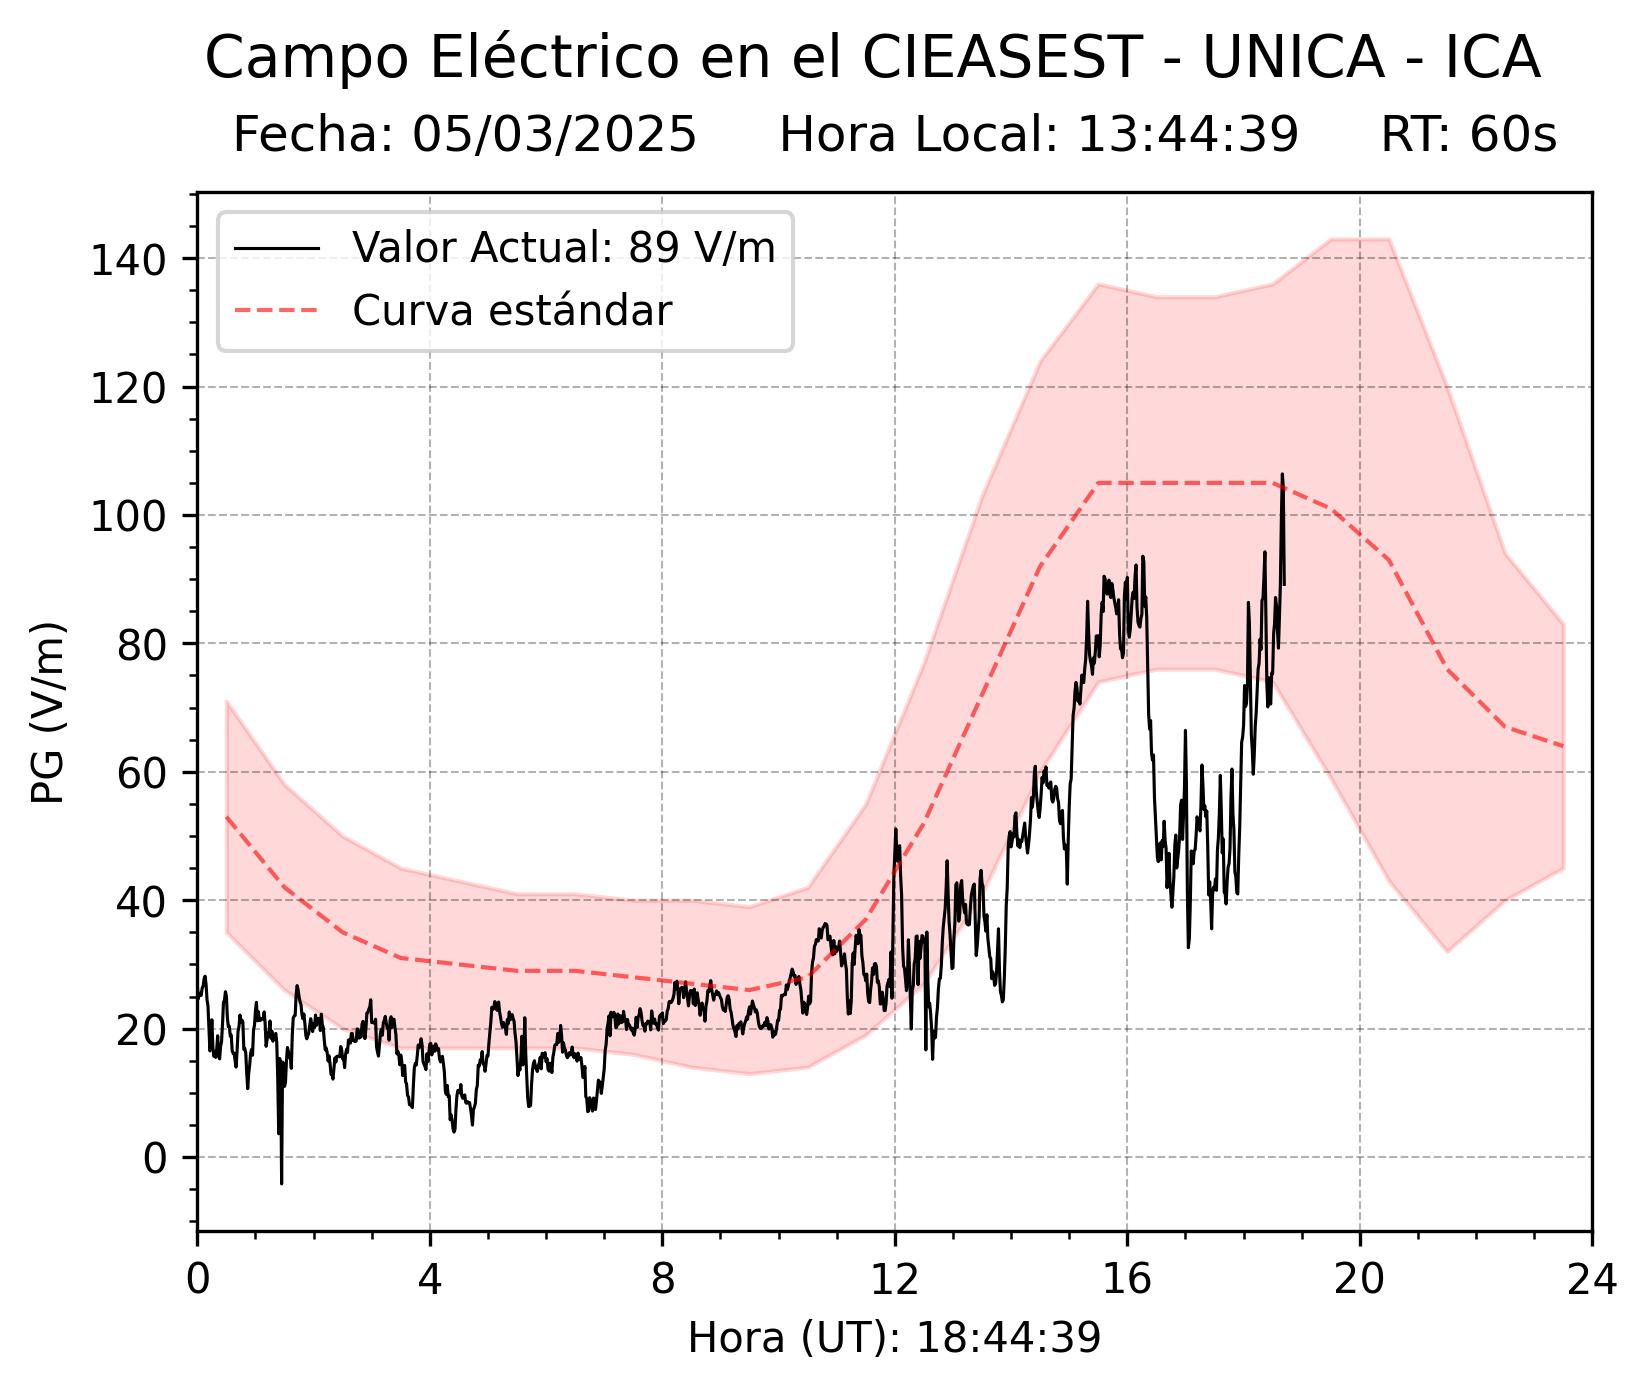 Campo Eléctrico en el CIEASEST - UNICA - ICA
Fecha: 05/03/2025 Hora Local: 13:44:39 RT: 60s
Valor Actual: 89 V/m
Curva estándar
140
120
100
80
60
40
20
0
PG (V/m)
0 4 8 12 16 20 24
Hora (UT): 18:44:39